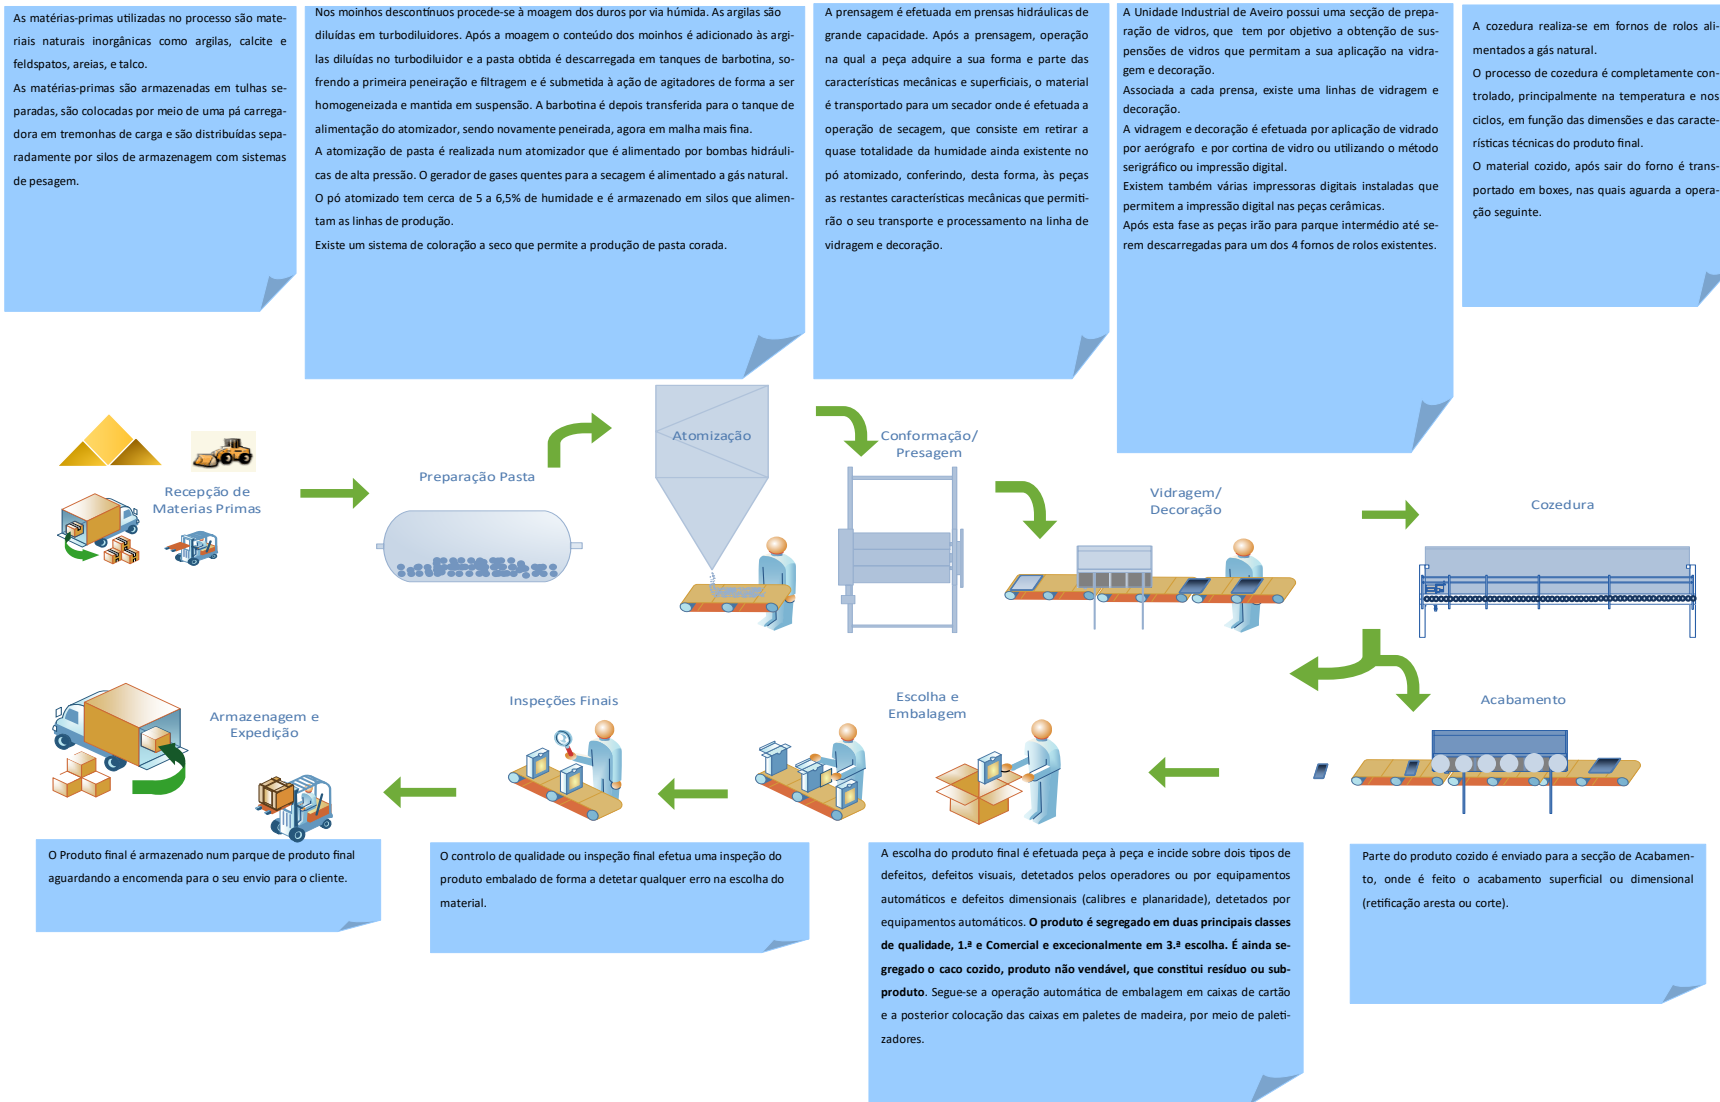 As matérias-primas utilizadas no processo são mate-
riais naturais inorgânicas como argilas, calcite e
feldspatos, areias, e talco.
As matérias-primas são armazenadas em tulhas se-
paradas, são colocadas por meio de uma pá carrega-
dora em tremonhas de carga e são distribuídas sepa-
radamente por silos de armazenagem com sistemas
de pesagem.
Nos moinhos descontínuos procede-se à moagem dos duros por via húmida. As argilas são
diluídas em turbodiluidores. Após a moagem o conteúdo dos moinhos é adicionado às argi-
las diluídas no turbodiluidor e a pasta obtida é descarregada em tanques de barbotina, so-
frendo a primeira peneiração e filtragem e é submetida à ação de agitadores de forma a ser
homogeneizada e mantida em suspensão. A barbotina é depois transferida para o tanque de
alimentação do atomizador, sendo novamente peneirada, agora em malha mais fina.
A atomização de pasta é realizada num atomizador que é alimentado por bombas hidráuli-
cas de alta pressão. O gerador de gases quentes para a secagem é alimentado a gás natural.
O pó atomizado tem cerca de 5 a 6,5% de humidade e é armazenado em silos que alimen-
tam as linhas de produção.
Existe um sistema de coloração a seco que permite a produção de pasta corada.
A prensagem é efetuada em prensas hidráulicas de
grande capacidade. Após a prensagem, operação
na qual a peça adquire a sua forma e parte das
características mecânicas e superficiais, o material
é transportado para um secador onde é efetuada a
operação de secagem, que consiste em retirar a
quase totalidade da humidade ainda existente no
pó atomizado, conferindo, desta forma, às peças
as restantes características mecânicas que permiti-
rão o seu transporte e processamento na linha de
vidragem e decoração.
A Unidade Industrial de Aveiro possui uma secção de prepa-
ração de vidros, que tem por objetivo a obtenção de sus-
pensões de vidros que permitam a sua aplicação na vidra-
gem e decoração.
Associada a cada prensa, existe uma linhas de vidragem e
decoração.
A vidragem e decoração é efetuada por aplicação de vidrado
por aerógrafo e por cortina de vidro ou utilizando o método
serigráfico ou impressão digital.
Existem também várias impressoras digitais instaladas que
permitem a impressão digital nas peças cerâmicas.
Após esta fase as peças irão para parque intermédio até se-
rem descarregadas para um dos 4 fornos de rolos existentes.
A cozedura realiza-se em fornos de rolos ali-
mentados a gás natural.
O processo de cozedura é completamente con-
trolado, principalmente na temperatura e nos
ciclos, em função das dimensões e das caracte-
rísticas técnicas do produto final.
O material cozido, após sair do forno é trans-
portado em boxes, nas quais aguarda a opera-
ção seguinte.
Recepção de
Materias Primas
Preparação Pasta
Atomização
Conformação/
Presagem
Vidragem/
Decoração
Cozedura
Armazenagem e
Expedição
Inspeções Finais
Escolha e
Embalagem
Acabamento
O Produto final é armazenado num parque de produto final
aguardando a encomenda para o seu envio para o cliente.
O controlo de qualidade ou inspeção final efetua uma inspeção do
produto embalado de forma a detetar qualquer erro na escolha do
material.
A escolha do produto final é efetuada peça à peça e incide sobre dois tipos de
defeitos, defeitos visuais, detetados pelos operadores ou por equipamentos
automáticos e defeitos dimensionais (calibres e planaridade), detetados por
equipamentos automáticos. O produto é segregado em duas principais classes
de qualidade, 1.ª e Comercial e excecionalmente em 3.ª escolha. É ainda se-
gregado o caco cozido, produto não vendável, que constitui resíduo ou sub-
produto. Segue-se a operação automática de embalagem em caixas de cartão
e a posterior colocação das caixas em paletes de madeira, por meio de paleti-
zadores.
Parte do produto cozido é enviado para a secção de Acabamen-
to, onde é feito o acabamento superficial ou dimensional
(retificação aresta ou corte).